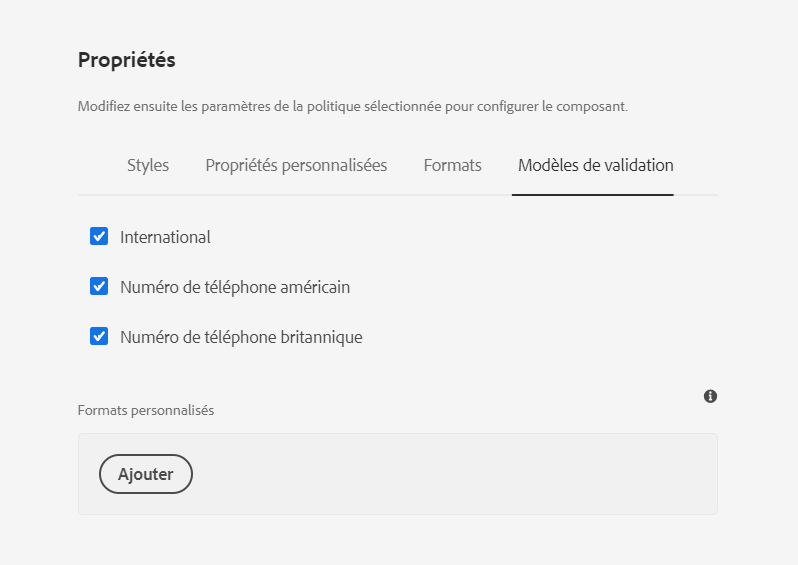 Propriétés
Modifiez ensuite les paramètres de la politique sélectionnée pour configurer le composant.
Styles Propriétés personnalisées Formats Modèles de validation
International
Numéro de téléphone américain
Numéro de téléphone britannique
Formats personnalisés
Ajouter